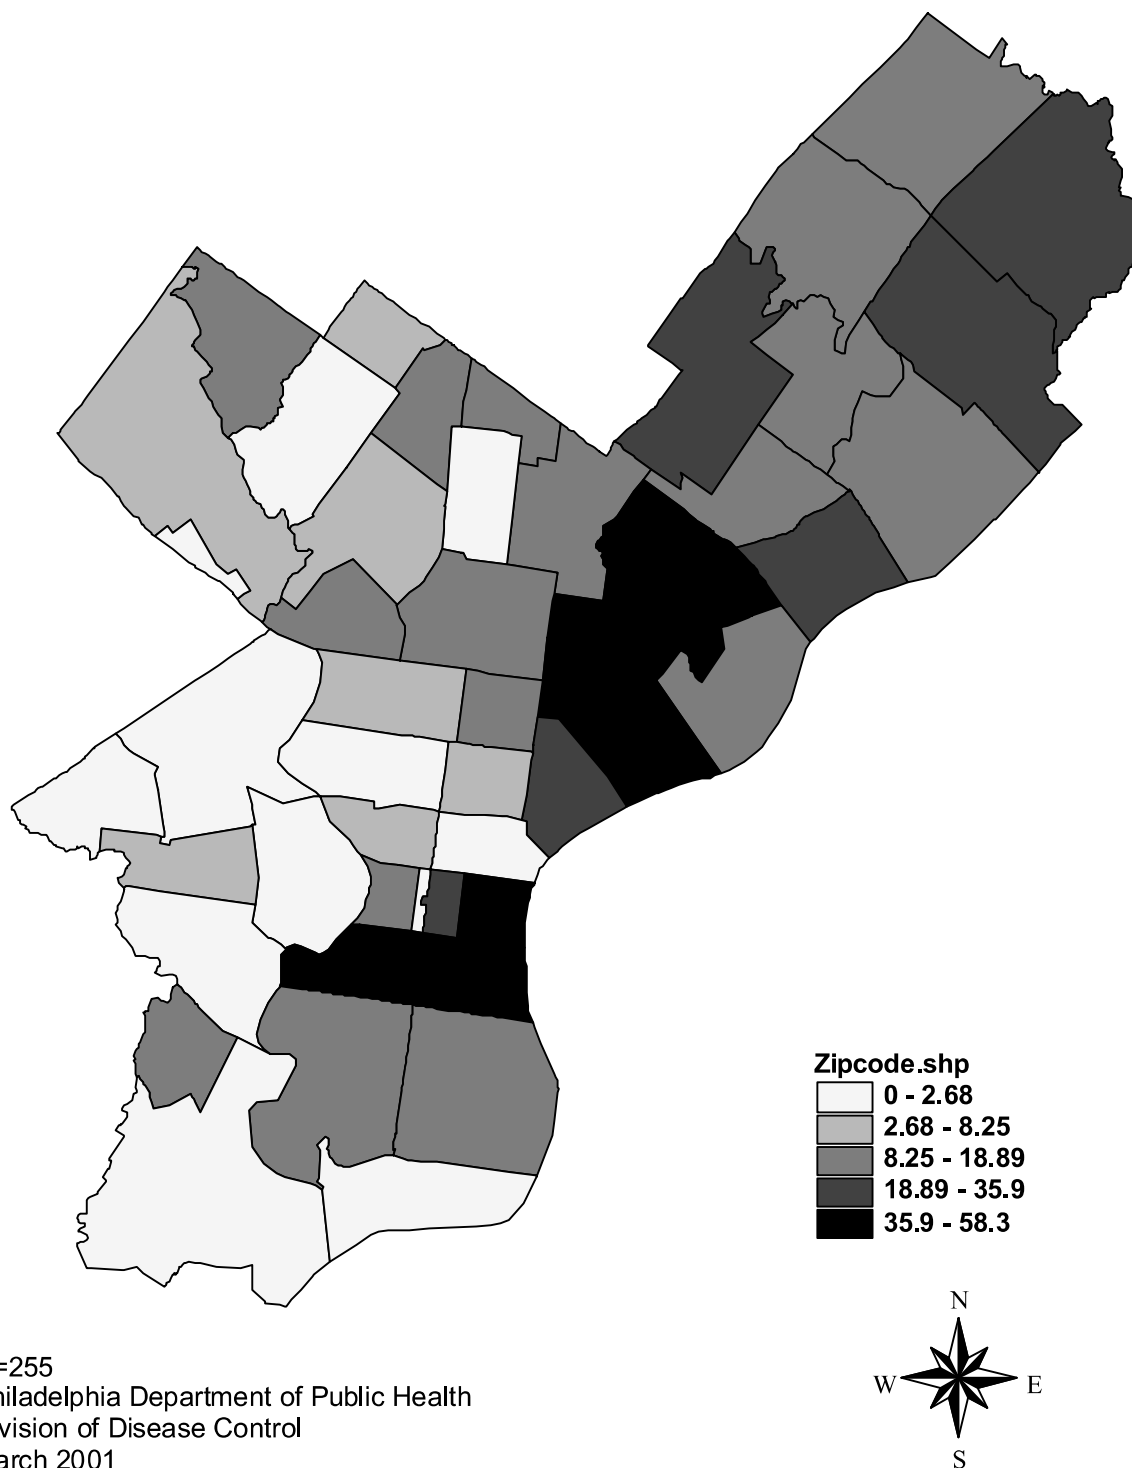 Zipcode.shp
0 - 2.68
2.68 - 8.25
8.25 - 18.89
18.89 - 35.9
35.9 - 58.3
N
W
E
S
=255
hiladelphia Department of Public Health
vision of Disease Control
arch 2001